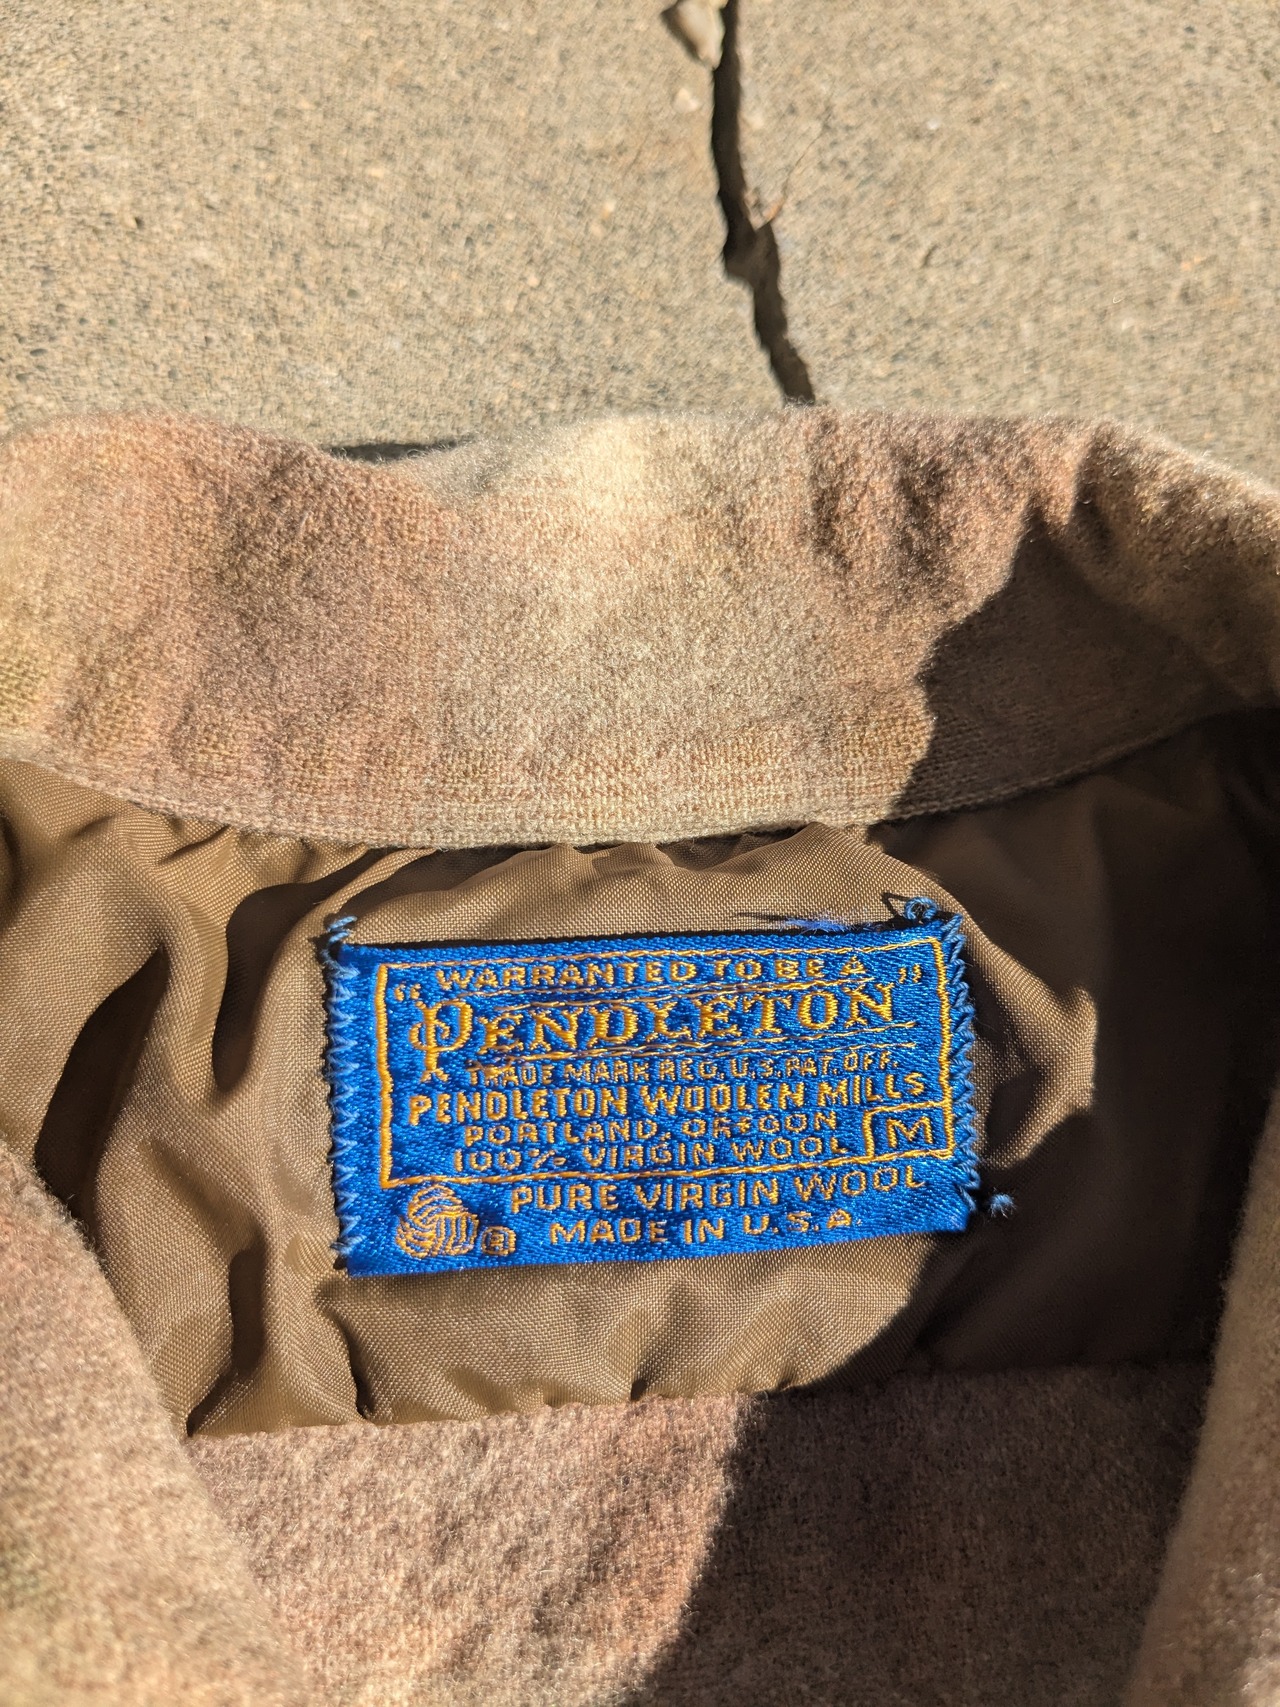 "WARRANTED TO BE A
PENDLETON"
TRADE MARK REG. U.S. PAT. OFF.
PENDLETON WOOLEN MILLS
PORTLAND, OREGON
100% VIRGIN WOOL M
PURE VIRGIN WOOL
® MADE IN U.S.A.